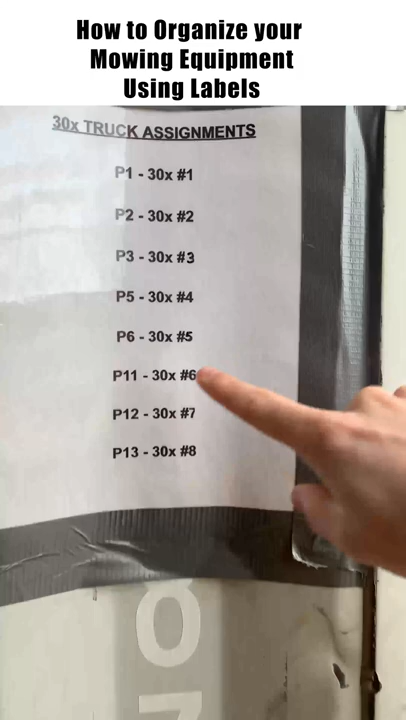 How to Organize your
Mowing Equipment
Using Labels
30x TRUCK ASSIGNMENTS
P1 - 30x #1
P2 - 30x #2
P3 - 30x #3
P5 - 30x #4
P6 - 30x #5
P11 - 30x #6
P12 - 30x #7
P13 - 30x #8